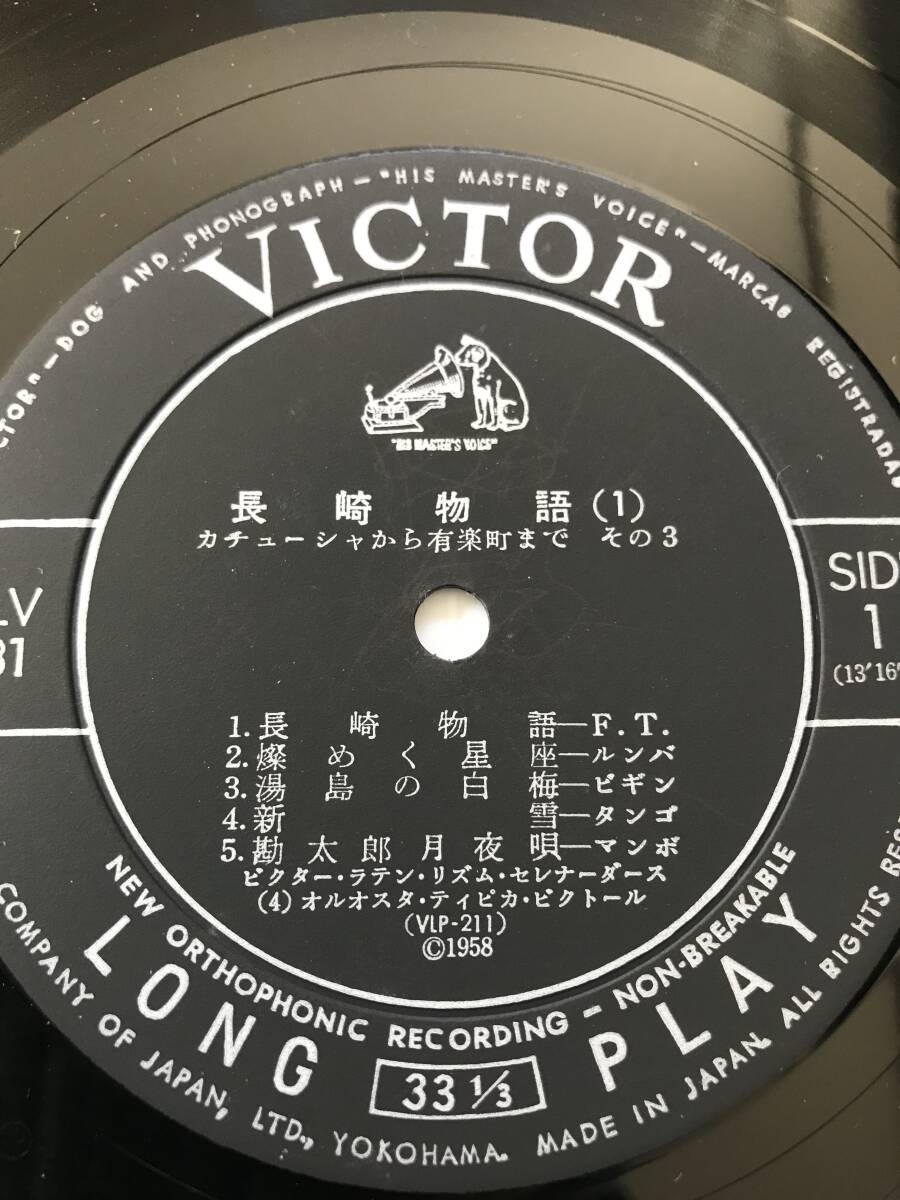 VICTOR" — DOG AND PHONOGRAPH — "HIS MASTER'S VOICE" — MARCAS REGISTRADAS
VICTOR
"HIS MASTER'S VOICE"
長崎物語(1)
カチューシャから有楽町まで その3
LV
31
SIDE
1
(13'16"
1.長崎物語—F.T.
2.燦めく星座—ルンバ
3.湯島の白梅—ビギン
4.新雪—タンゴ
5.勘太郎月夜唄—マンボ
ビクター・ラテン・リズム・セレナーダース
(4)オルオスタ・ティピカ・ビクトール
(VLP-211)
©1958
NEW ORTHOPHONIC RECORDING — NON-BREAKABLE
LONG PLAY
33 1/3
COMPANY OF JAPAN, LTD., YOKOHAMA. MADE IN JAPAN. ALL RIGHTS RES